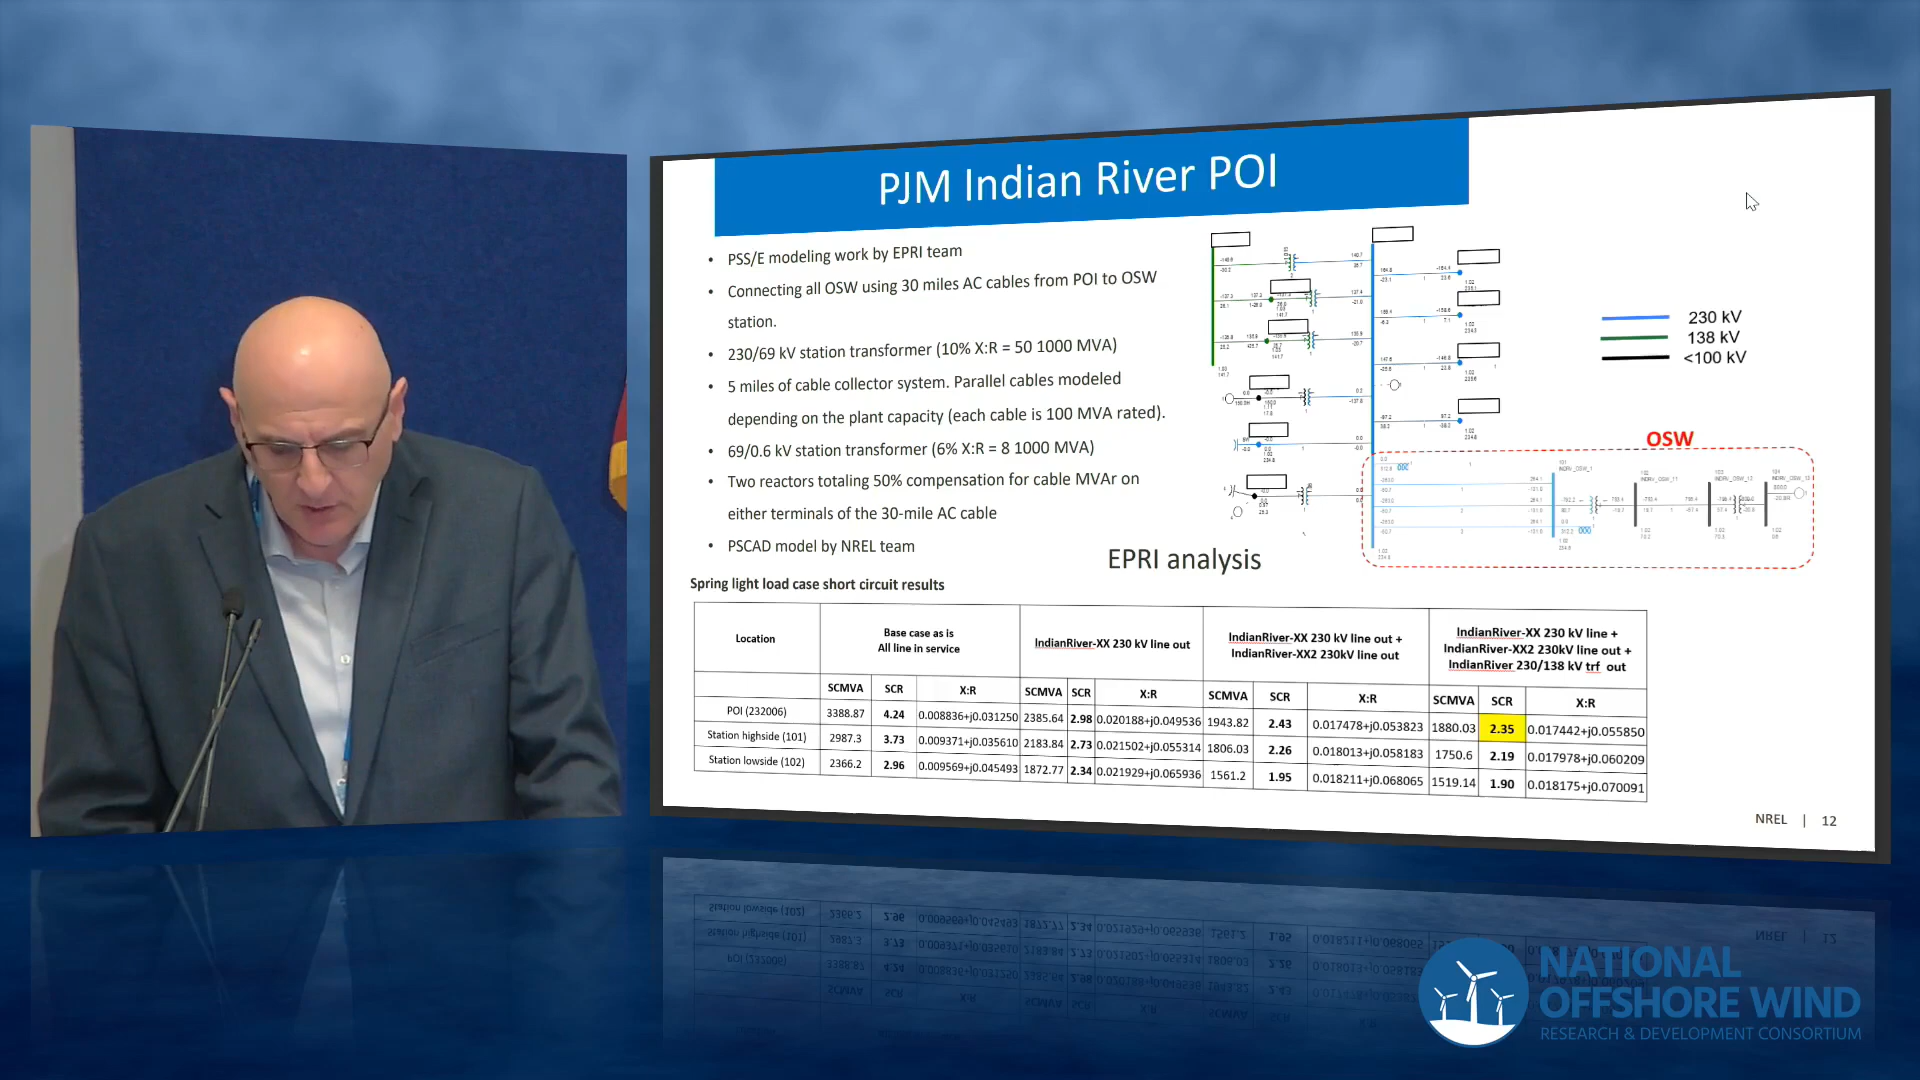 PJM Indian River POI
• PSS/E modeling work by EPRI team
• Connecting all OSW using 30 miles AC cables from POI to OSW
station.
• 230/69 kV station transformer (10% X:R = 50 1000 MVA)
• 5 miles of cable collector system. Parallel cables modeled
depending on the plant capacity (each cable is 100 MVA rated).
• 69/0.6 kV station transformer (6% X:R = 8 1000 MVA)
• Two reactors totaling 50% compensation for cable MVAr on
either terminals of the 30-mile AC cable
• PSCAD model by NREL team
230 kV
138 kV
<100 kV
OSW
EPRI analysis
Spring light load case short circuit results
Location
Base case as is
All line in service
IndianRiver-XX 230 kV line out
IndianRiver-XX 230 kV line out +
IndianRiver-XX2 230kV line out
IndianRiver-XX 230 kV line +
IndianRiver-XX2 230kV line out +
IndianRiver 230/138 kV trf out
SCMVA SCR X:R SCMVA SCR X:R SCMVA SCR X:R SCMVA SCR X:R
POI (232006) 3388.87 4.24 0.008836+j0.031250 2385.64 2.98 0.020188+j0.049536 1943.82 2.43 0.017478+j0.053823 1880.03 2.35 0.017442+j0.055850
Station highside (101) 2987.3 3.73 0.009371+j0.035610 2183.84 2.73 0.021502+j0.055314 1806.03 2.26 0.018013+j0.058183 1750.6 2.19 0.017978+j0.060209
Station lowside (102) 2366.2 2.96 0.009569+j0.045493 1872.77 2.34 0.021929+j0.065936 1561.2 1.95 0.018211+j0.068065 1519.14 1.90 0.018175+j0.070091
NREL | 12
NATIONAL
OFFSHORE WIND
RESEARCH & DEVELOPMENT CONSORTIUM